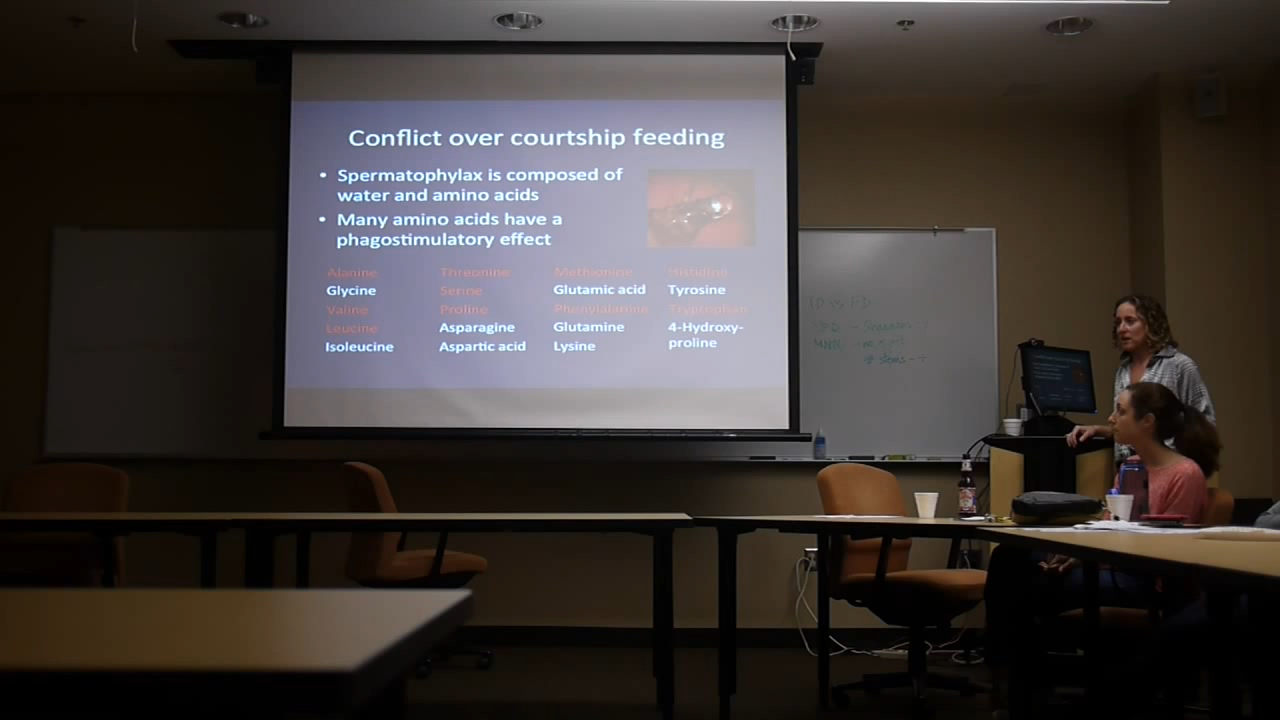 Conflict over courtship feeding
• Spermatophylax is composed of
water and amino acids
• Many amino acids have a
phagostimulatory effect
Alanine Threonine Methionine Histidine
Glycine Serine Glutamic acid Tyrosine
Valine Proline Phenylalanine Tryptophan
Leucine Asparagine Glutamine 4-Hydroxy-
proline
Isoleucine Aspartic acid Lysine
vs